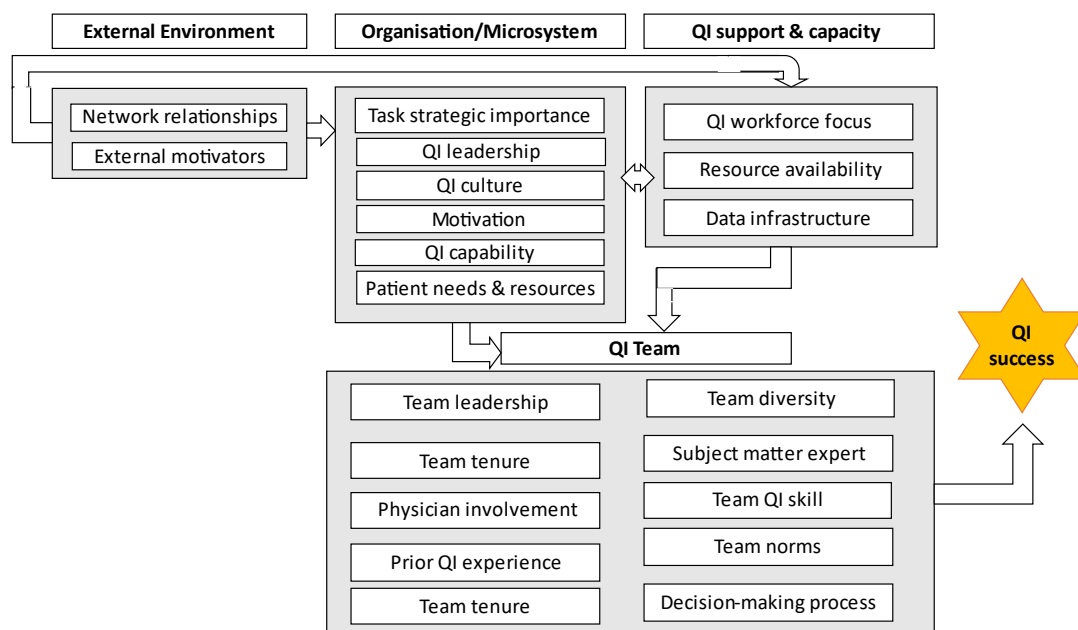 External Environment
Organisation/Microsystem
QI support & capacity
Network relationships
External motivators
Task strategic importance
QI leadership
QI culture
Motivation
QI capability
Patient needs & resources
QI workforce focus
Resource availability
Data infrastructure
QI Team
Team leadership
Team tenure
Physician involvement
Prior QI experience
Team tenure
Team diversity
Subject matter expert
Team QI skill
Team norms
Decision-making process
QI
success